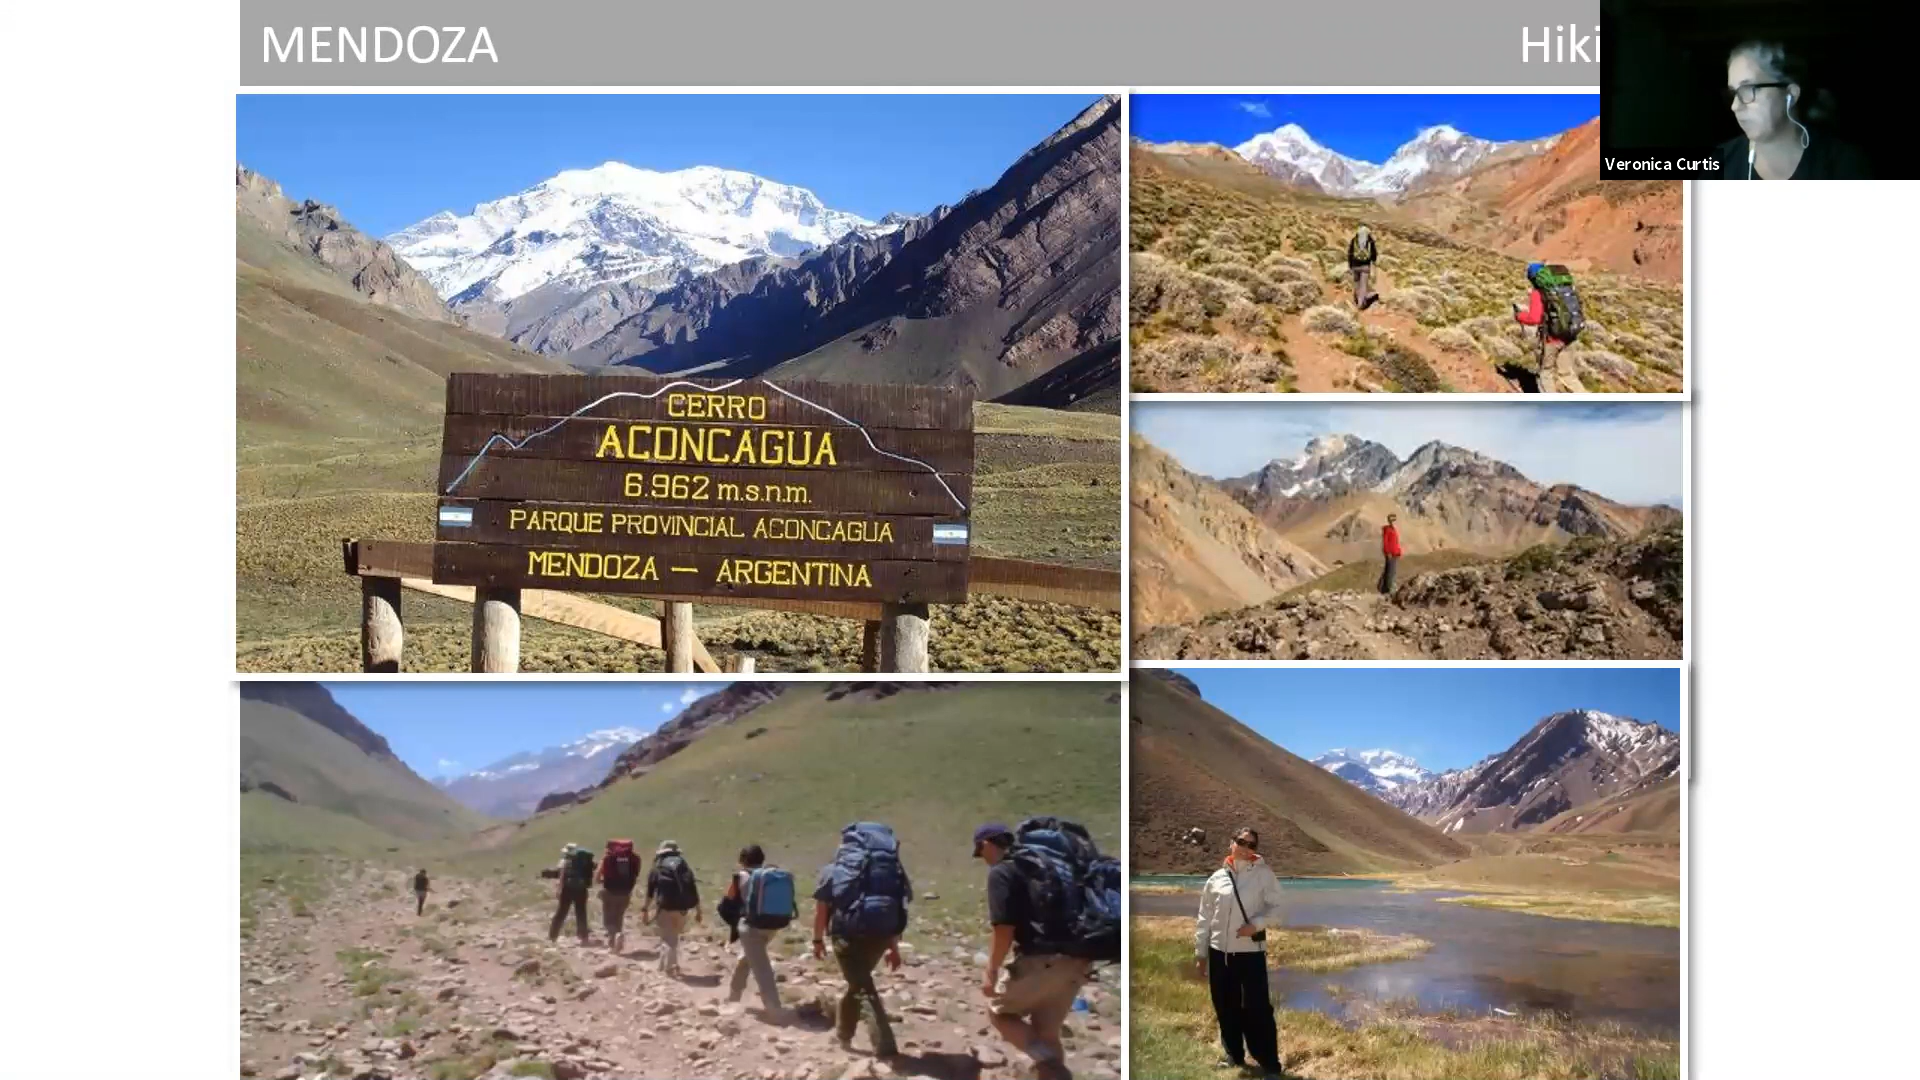 MENDOZA
Hiki
Veronica Curtis
CERRO
ACONCAGUA
6.962 m.s.n.m.
PARQUE PROVINCIAL ACONCAGUA
MENDOZA — ARGENTINA